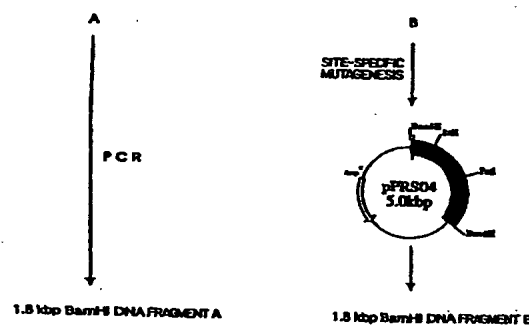 A
PCR
1.8 kbp BamHI DNA FRAGMENT A
B
SITE-SPECIFIC
MUTAGENESIS
BamHI
pPRS04
5.0kbp
BamHI
1.8 kbp BamHI DNA FRAGMENT B